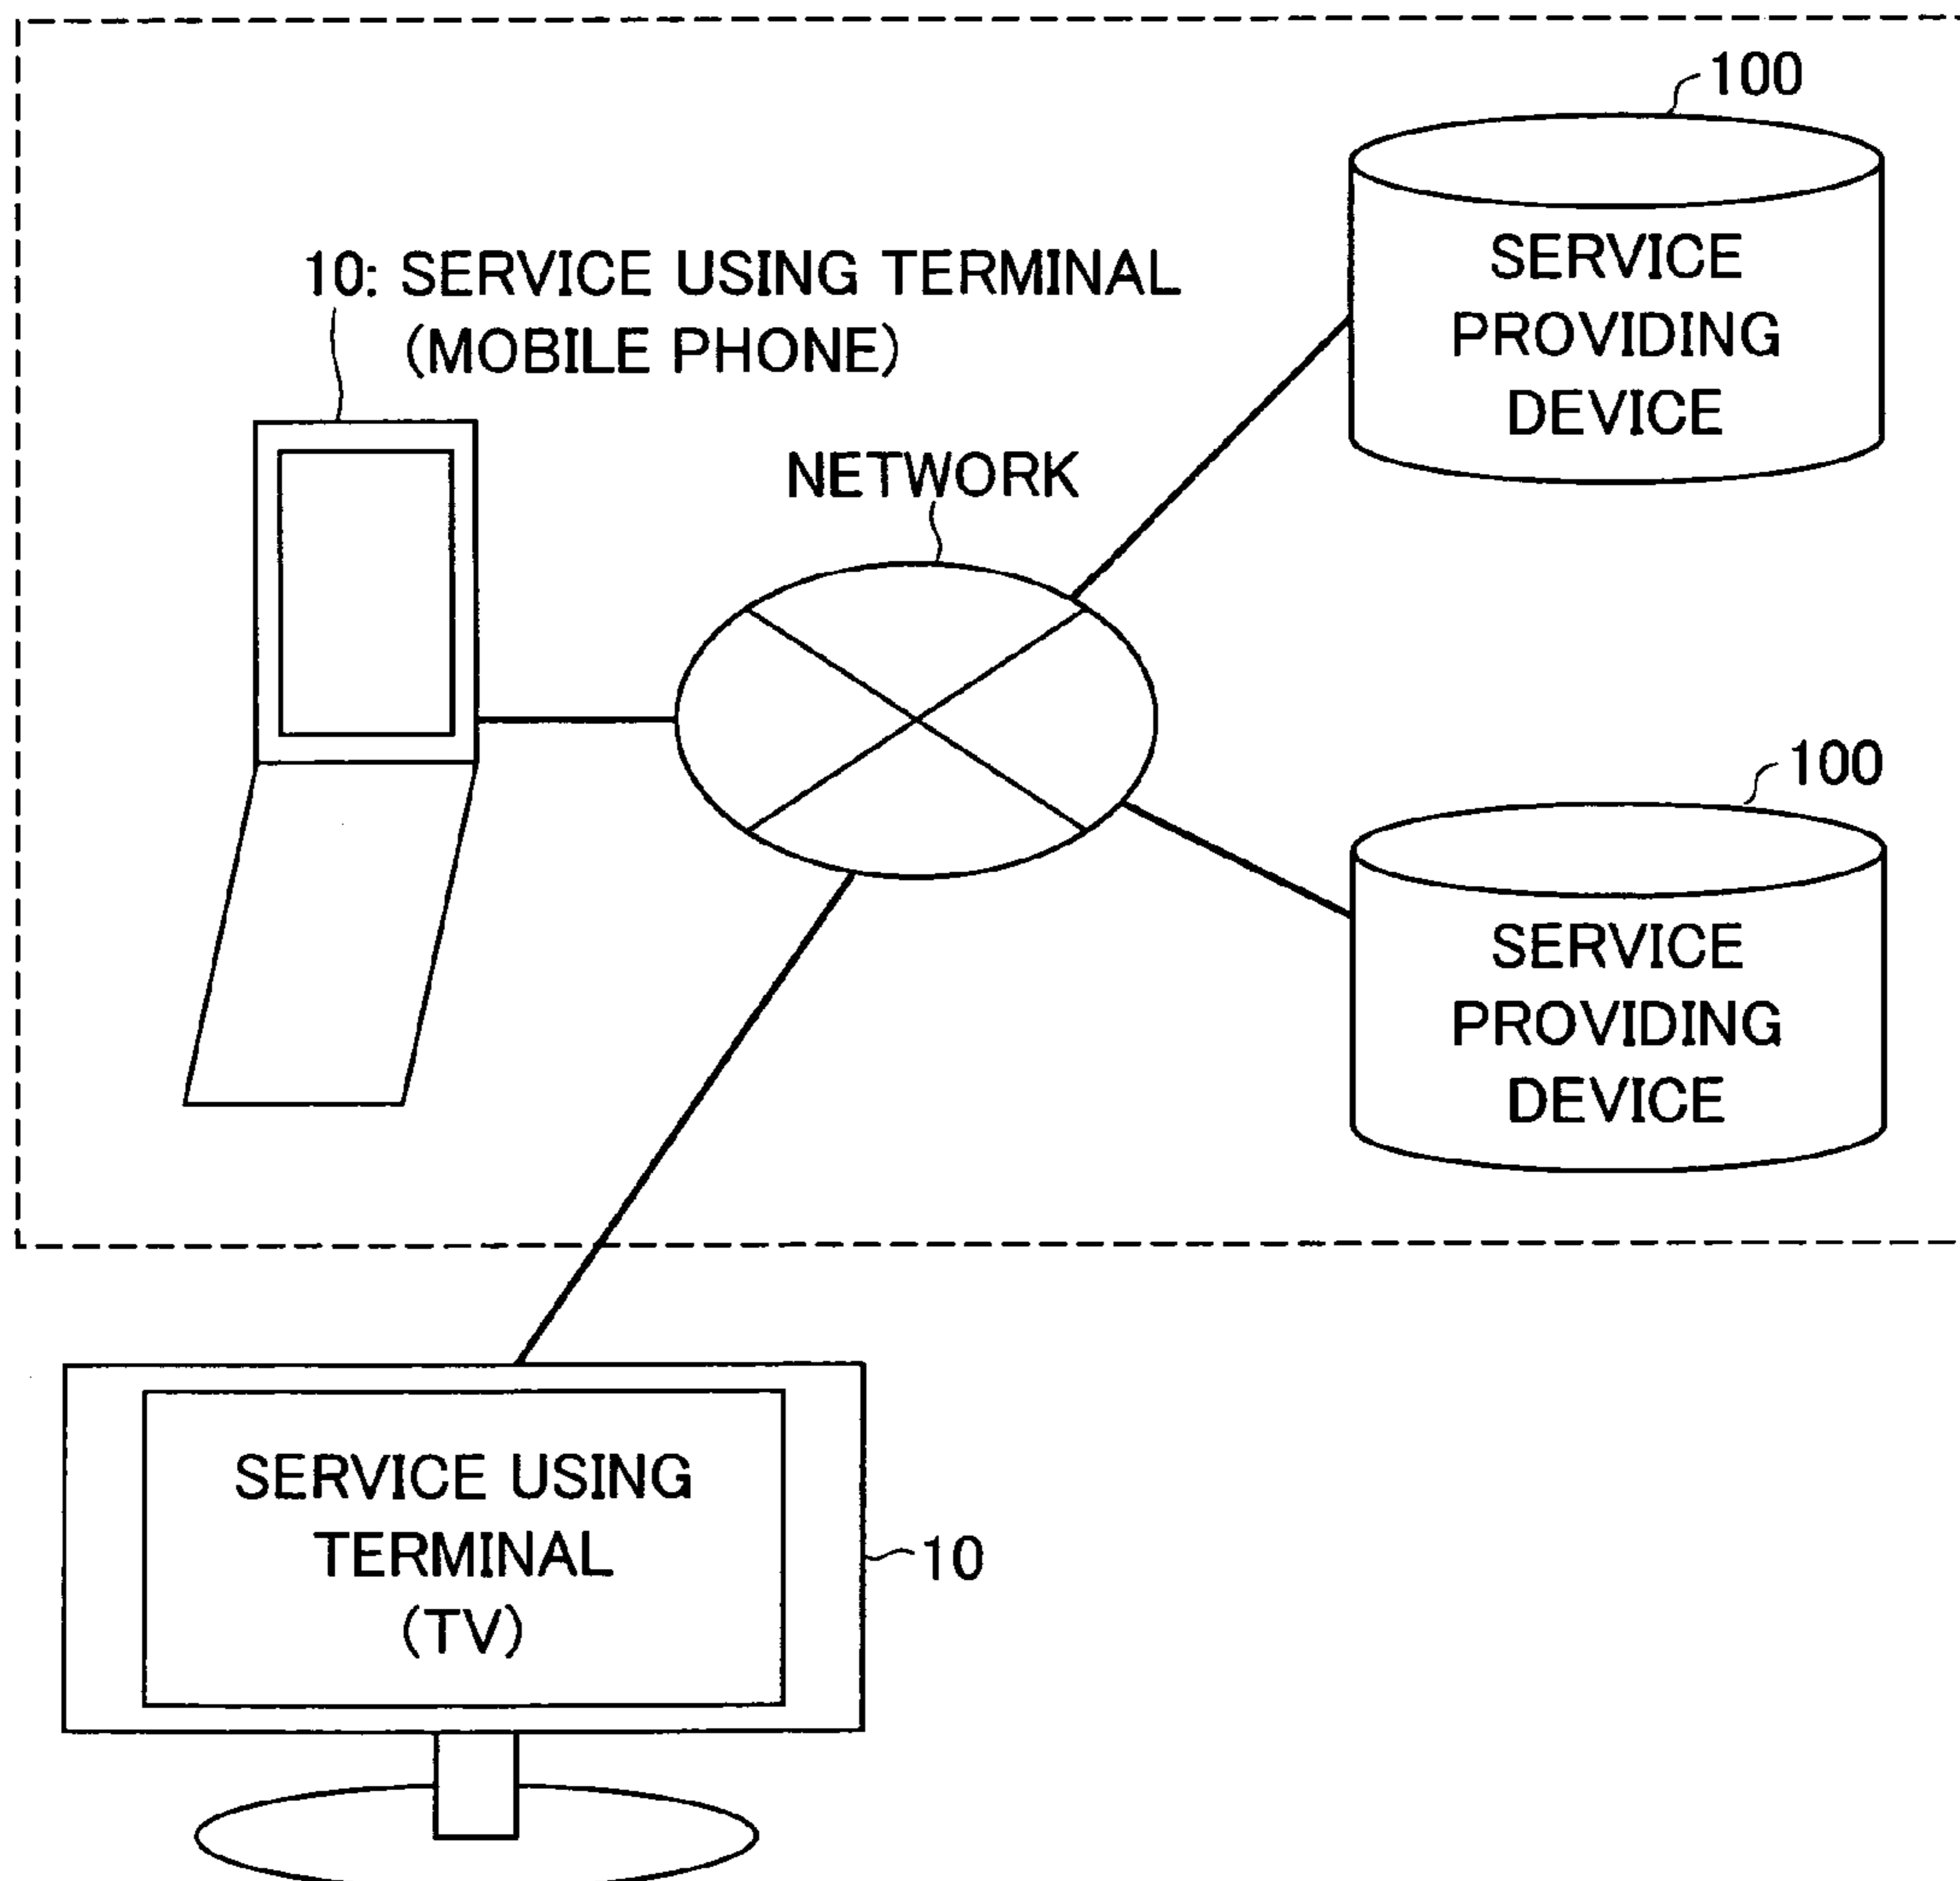 100
SERVICE
PROVIDING
DEVICE
10: SERVICE USING TERMINAL
(MOBILE PHONE)
NETWORK
100
SERVICE
PROVIDING
DEVICE
SERVICE USING
TERMINAL
(TV)
10